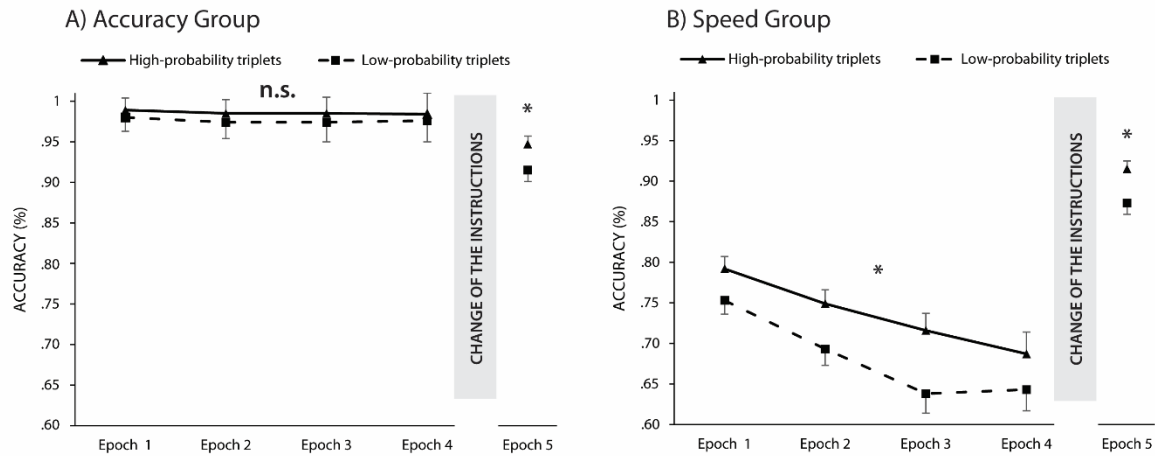 A) Accuracy Group
High-probability triplets
Low-probability triplets
n.s.
*
ACCURACY (%)
1
.95
.90
.85
.80
.75
.70
.65
.60
CHANGE OF THE INSTRUCTIONS
Epoch 1
Epoch 2
Epoch 3
Epoch 4
Epoch 5
B) Speed Group
High-probability triplets
Low-probability triplets
*
*
ACCURACY (%)
1
.95
.90
.85
.80
.75
.70
.65
.60
CHANGE OF THE INSTRUCTIONS
Epoch 1
Epoch 2
Epoch 3
Epoch 4
Epoch 5